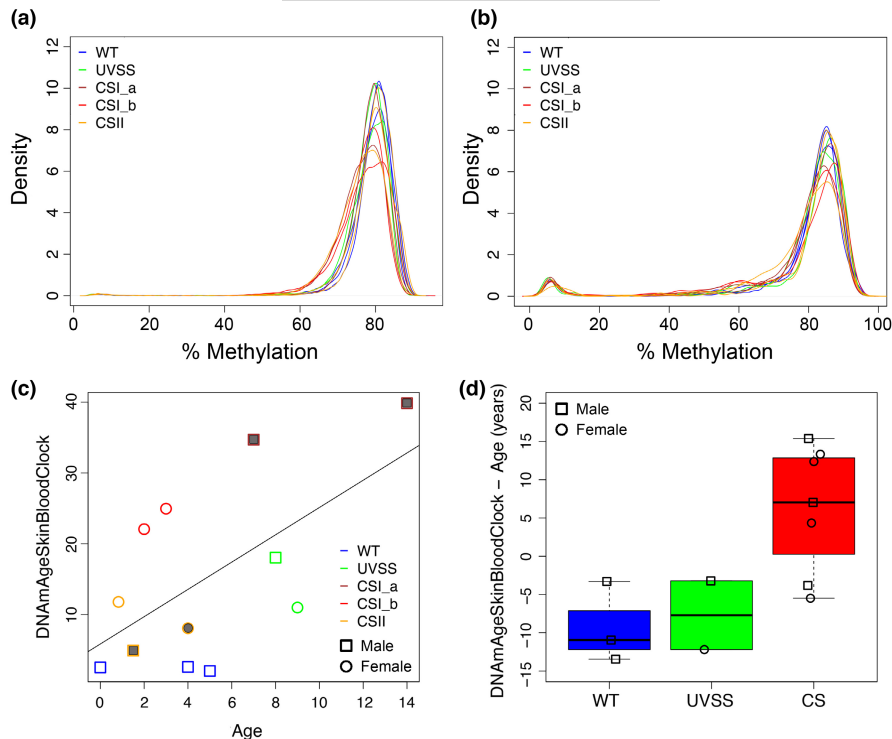 (a)
12
10
8
6
4
2
0
Density
WT
UVSS
CSI_a
CSI_b
CSII
0
20
40
60
80
% Methylation
(b)
12
10
8
6
4
2
0
Density
WT
UVSS
CSI_a
CSI_b
CSII
0
20
40
60
80
100
% Methylation
(c)
40
30
20
10
DNAmAgeSkinBloodClock
WT
UVSS
CSI_a
CSI_b
CSII
Male
Female
0
2
4
6
8
10
12
14
Age
(d)
20
15
10
5
0
−5
−10
−15
DNAmAgeSkinBloodClock − Age (years)
Male
Female
WT
UVSS
CS